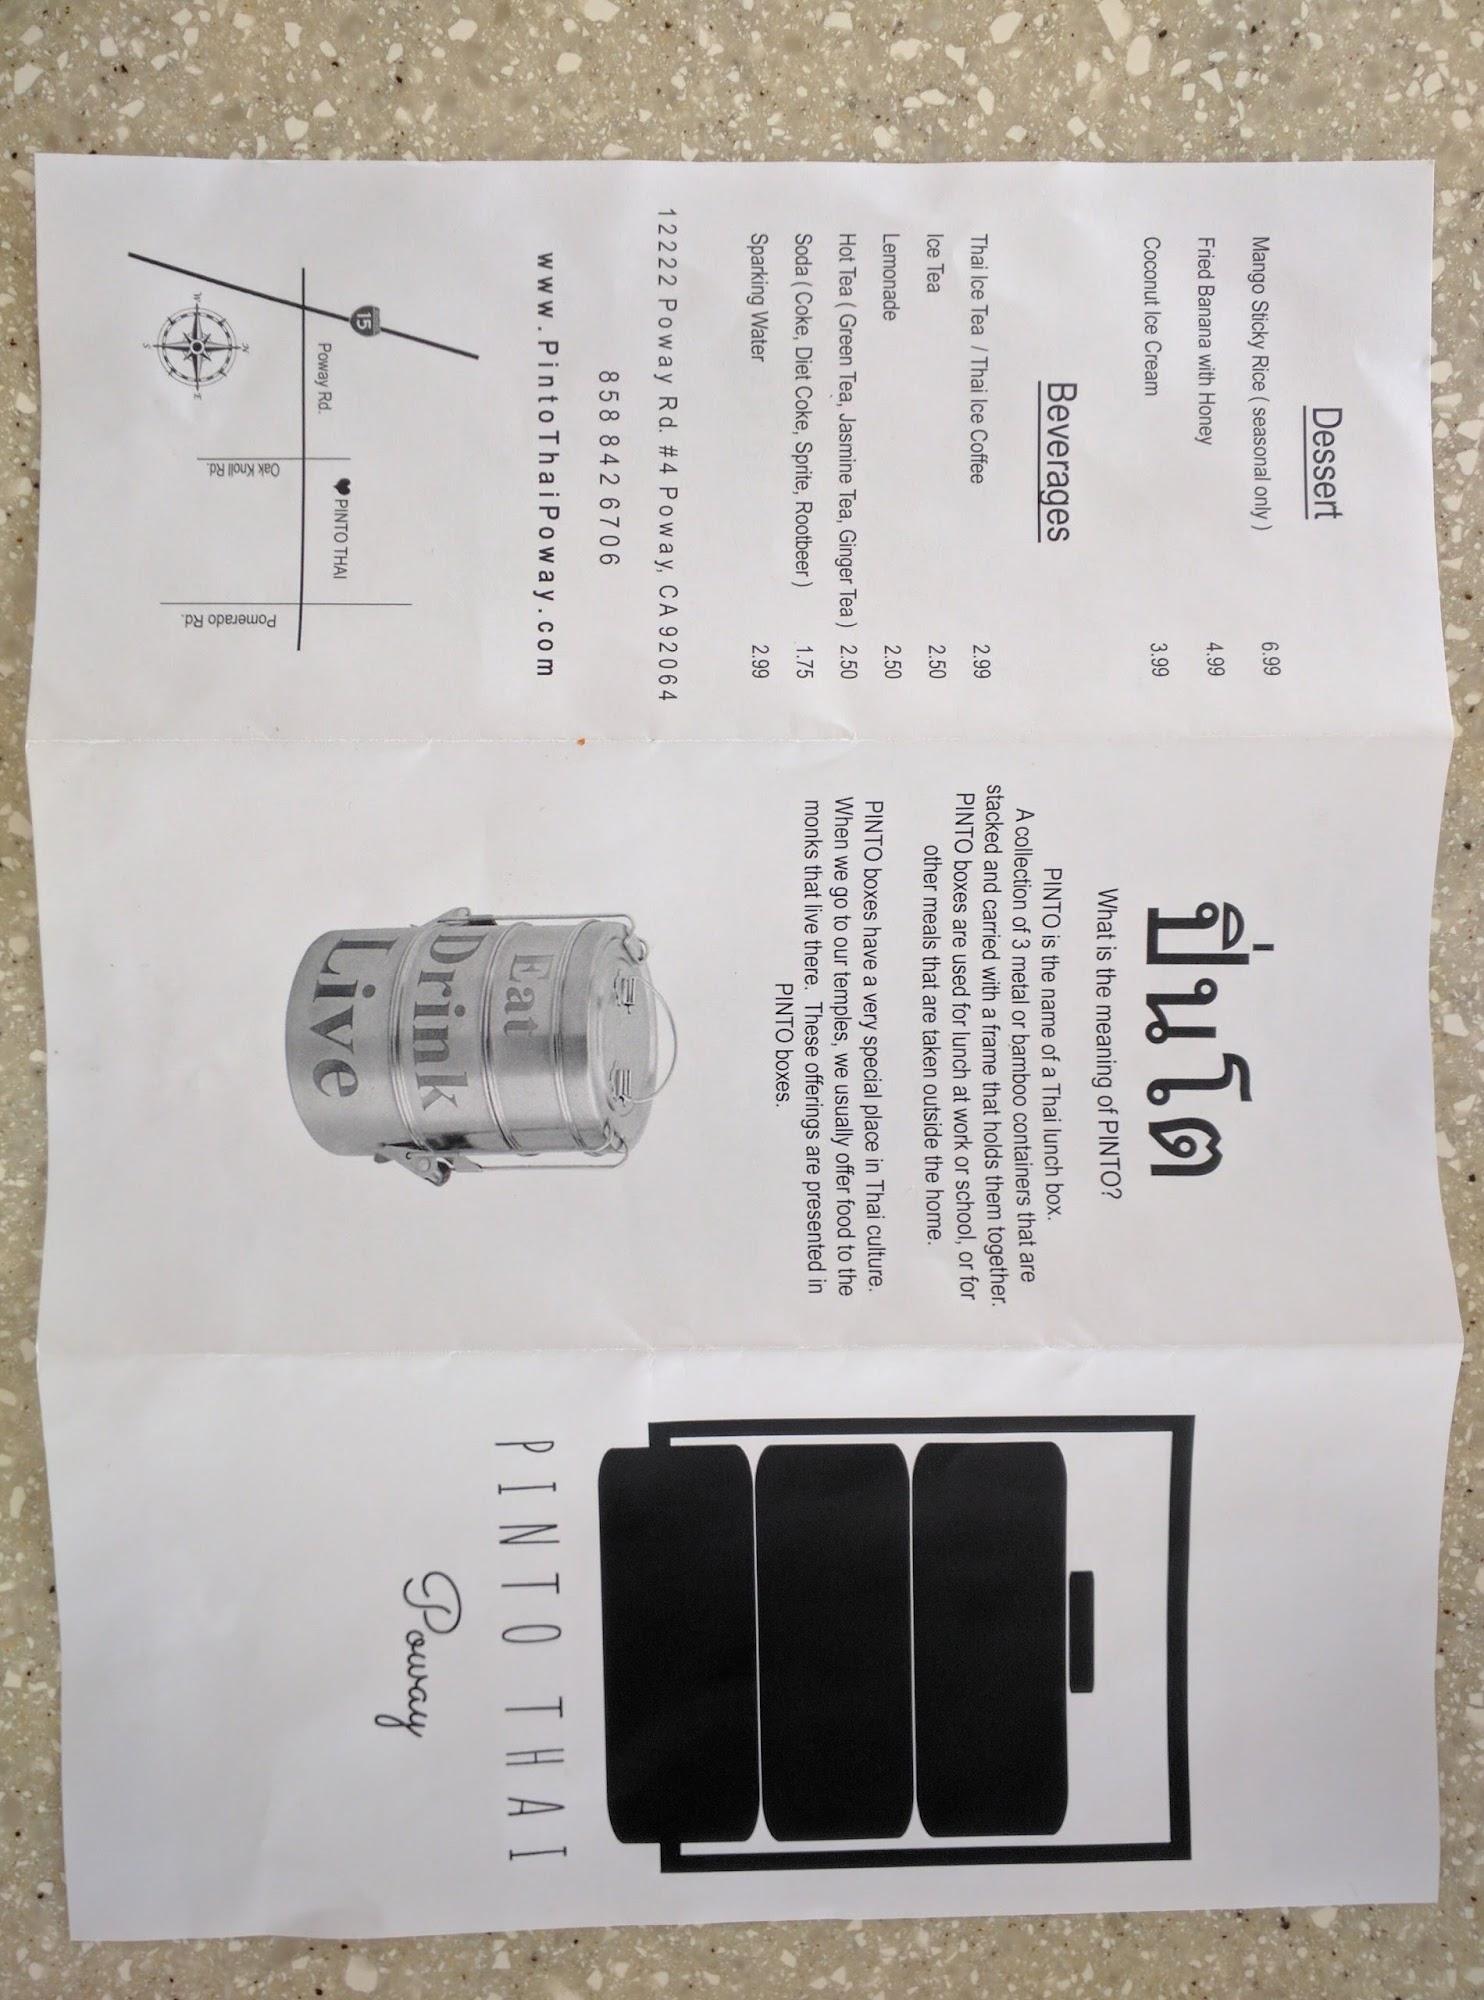 Dessert
Mango Sticky Rice ( seasonal only ) 6.99
Fried Banana with Honey 4.99
Coconut Ice Cream 3.99
Beverages
Thai Ice Tea / Thai Ice Coffee 2.99
Ice Tea 2.50
Lemonade 2.50
Hot Tea ( Green Tea, Jasmine Tea, Ginger Tea ) 2.50
Soda ( Coke, Diet Coke, Sprite, Rootbeer ) 1.75
Sparking Water 2.99
12222 Poway Rd. #4 Poway, CA 92064
858 842 6706
www.PintoThaiPoway.com
15
Poway Rd.
PINTO THAI
Oak Knoll Rd.
Pomerado Rd.
N
W
E
S
ปิ่นโต
What is the meaning of PINTO?
PINTO is the name of a Thai lunch box.
A collection of 3 metal or bamboo containers that are
stacked and carried with a frame that holds them together.
PINTO boxes are used for lunch at work or school, or for
other meals that are taken outside the home.
PINTO boxes have a very special place in Thai culture.
When we go to our temples, we usually offer food to the
monks that live there. These offerings are presented in
PINTO boxes.
Eat
Drink
Live
PINTO THAI
Poway